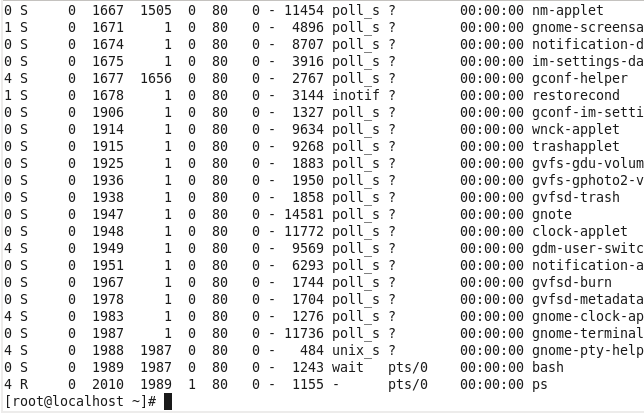 0 S 0 1667 1505 0 80 0 - 11454 poll_s ? 00:00:00 nm-applet
1 S 0 1671 1 0 80 0 - 4896 poll_s ? 00:00:00 gnome-screensa
0 S 0 1674 1 0 80 0 - 8707 poll_s ? 00:00:00 notification-d
0 S 0 1675 1 0 80 0 - 3916 poll_s ? 00:00:00 im-settings-da
4 S 0 1677 1656 0 80 0 - 2767 poll_s ? 00:00:00 gconf-helper
1 S 0 1678 1 0 80 0 - 3144 inotif ? 00:00:00 restorecond
0 S 0 1906 1 0 80 0 - 1327 poll_s ? 00:00:00 gconf-im-setti
0 S 0 1914 1 0 80 0 - 9634 poll_s ? 00:00:00 wnck-applet
0 S 0 1915 1 0 80 0 - 9268 poll_s ? 00:00:00 trashapplet
0 S 0 1925 1 0 80 0 - 1883 poll_s ? 00:00:00 gvfs-gdu-volum
0 S 0 1936 1 0 80 0 - 1950 poll_s ? 00:00:00 gvfs-gphoto2-v
0 S 0 1938 1 0 80 0 - 1858 poll_s ? 00:00:00 gvfsd-trash
0 S 0 1947 1 0 80 0 - 14581 poll_s ? 00:00:00 gnote
0 S 0 1948 1 0 80 0 - 11772 poll_s ? 00:00:00 clock-applet
4 S 0 1949 1 0 80 0 - 9569 poll_s ? 00:00:00 gdm-user-switc
0 S 0 1951 1 0 80 0 - 6293 poll_s ? 00:00:00 notification-a
0 S 0 1967 1 0 80 0 - 1744 poll_s ? 00:00:00 gvfsd-burn
0 S 0 1978 1 0 80 0 - 1704 poll_s ? 00:00:00 gvfsd-metadata
4 S 0 1983 1 0 80 0 - 1276 poll_s ? 00:00:00 gnome-clock-ap
0 S 0 1987 1 0 80 0 - 11736 poll_s ? 00:00:00 gnome-terminal
4 S 0 1988 1987 0 80 0 - 484 unix_s ? 00:00:00 gnome-pty-help
0 S 0 1989 1987 0 80 0 - 1243 wait pts/0 00:00:00 bash
4 R 0 2010 1989 1 80 0 - 1155 - pts/0 00:00:00 ps
[root@localhost ~]#